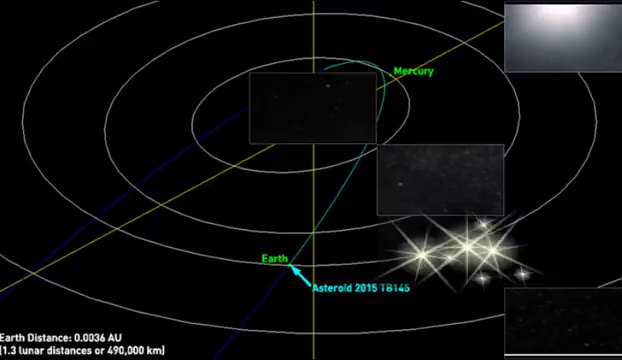 Mercury
Earth
Asteroid 2015 TB145
Earth Distance: 0.0036 AU
(1.3 lunar distances or 490,000 km)